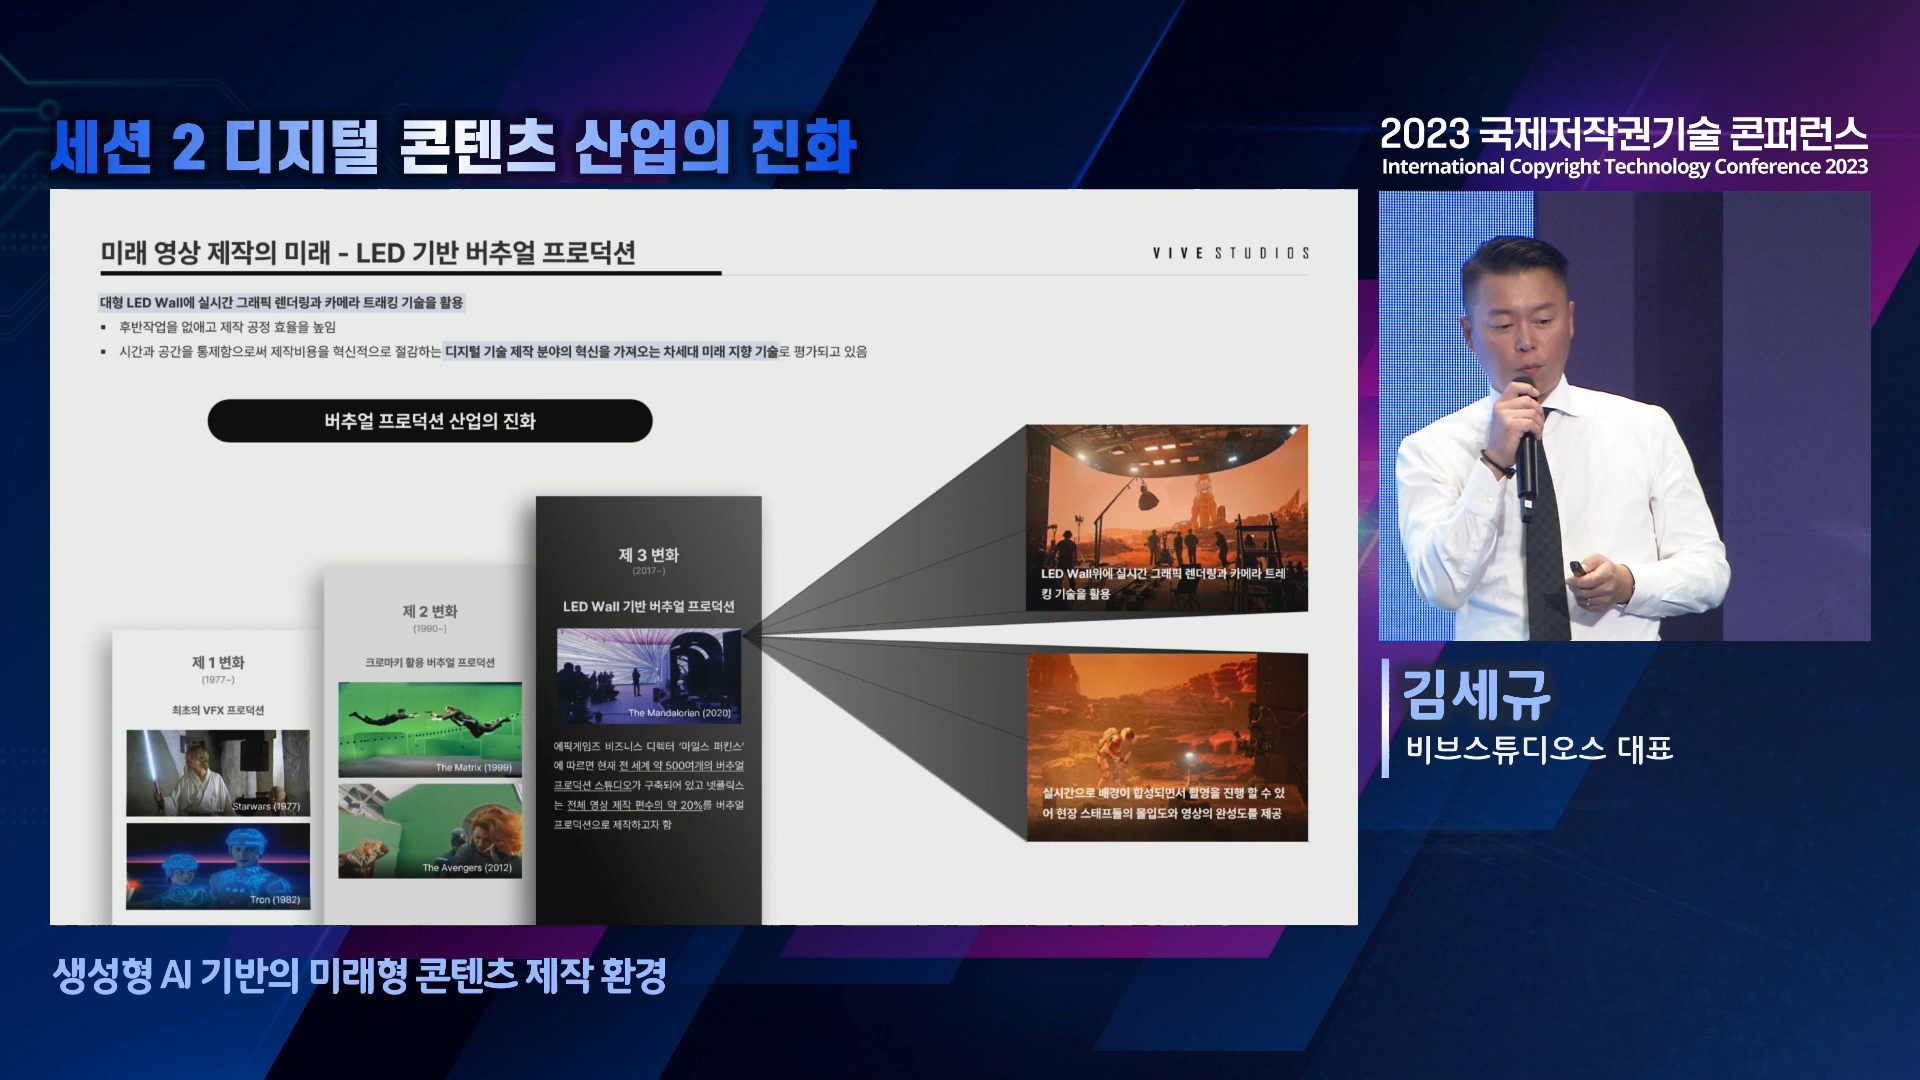 세션 2 디지털 콘텐츠 산업의 진화
2023 국제저작권기술 콘퍼런스
International Copyright Technology Conference 2023
미래 영상 제작의 미래 - LED 기반 버추얼 프로덕션
VIVE STUDIOS
대형 LED Wall에 실시간 그래픽 렌더링과 카메라 트래킹 기술을 활용
▪ 후반작업을 없애고 제작 공정 효율을 높임
▪ 시간과 공간을 통제함으로써 제작비용을 혁신적으로 절감하는 디지털 기술 제작 분야의 혁신을 가져오는 차세대 미래 지향 기술로 평가되고 있음
버추얼 프로덕션 산업의 진화
제 1 변화
(1977~)
최초의 VFX 프로덕션
Starwars (1977)
Tron (1982)
제 2 변화
(1990~)
크로마키 활용 버추얼 프로덕션
The Matrix (1999)
The Avengers (2012)
제 3 변화
(2017~)
LED Wall 기반 버추얼 프로덕션
The Mandalorian (2020)
에픽게임즈 비즈니스 디렉터 '마일스 퍼킨스'
에 따르면 현재 전 세계 약 500여개의 버추얼
프로덕션 스튜디오가 구축되어 있고 넷플릭스
는 전체 영상 제작 편수의 약 20%를 버추얼
프로덕션으로 제작하고자 함
LED Wall위에 실시간 그래픽 렌더링과 카메라 트레
킹 기술을 활용
실시간으로 배경이 합성되면서 촬영을 진행 할 수 있
어 현장 스태프들의 몰입도와 영상의 완성도를 제공
김세규
비브스튜디오스 대표
생성형 AI 기반의 미래형 콘텐츠 제작 환경